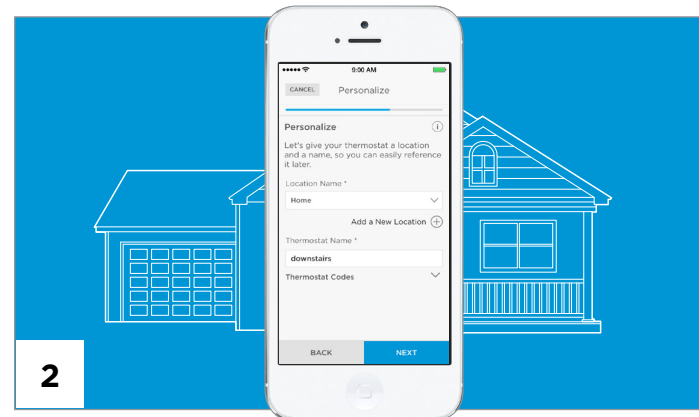 9:00 AM
CANCEL Personalize
Personalize
Let's give your thermostat a location
and a name, so you can easily reference
it later.
Location Name *
Home
Add a New Location
Thermostat Name *
downstairs
Thermostat Codes
BACK NEXT
2